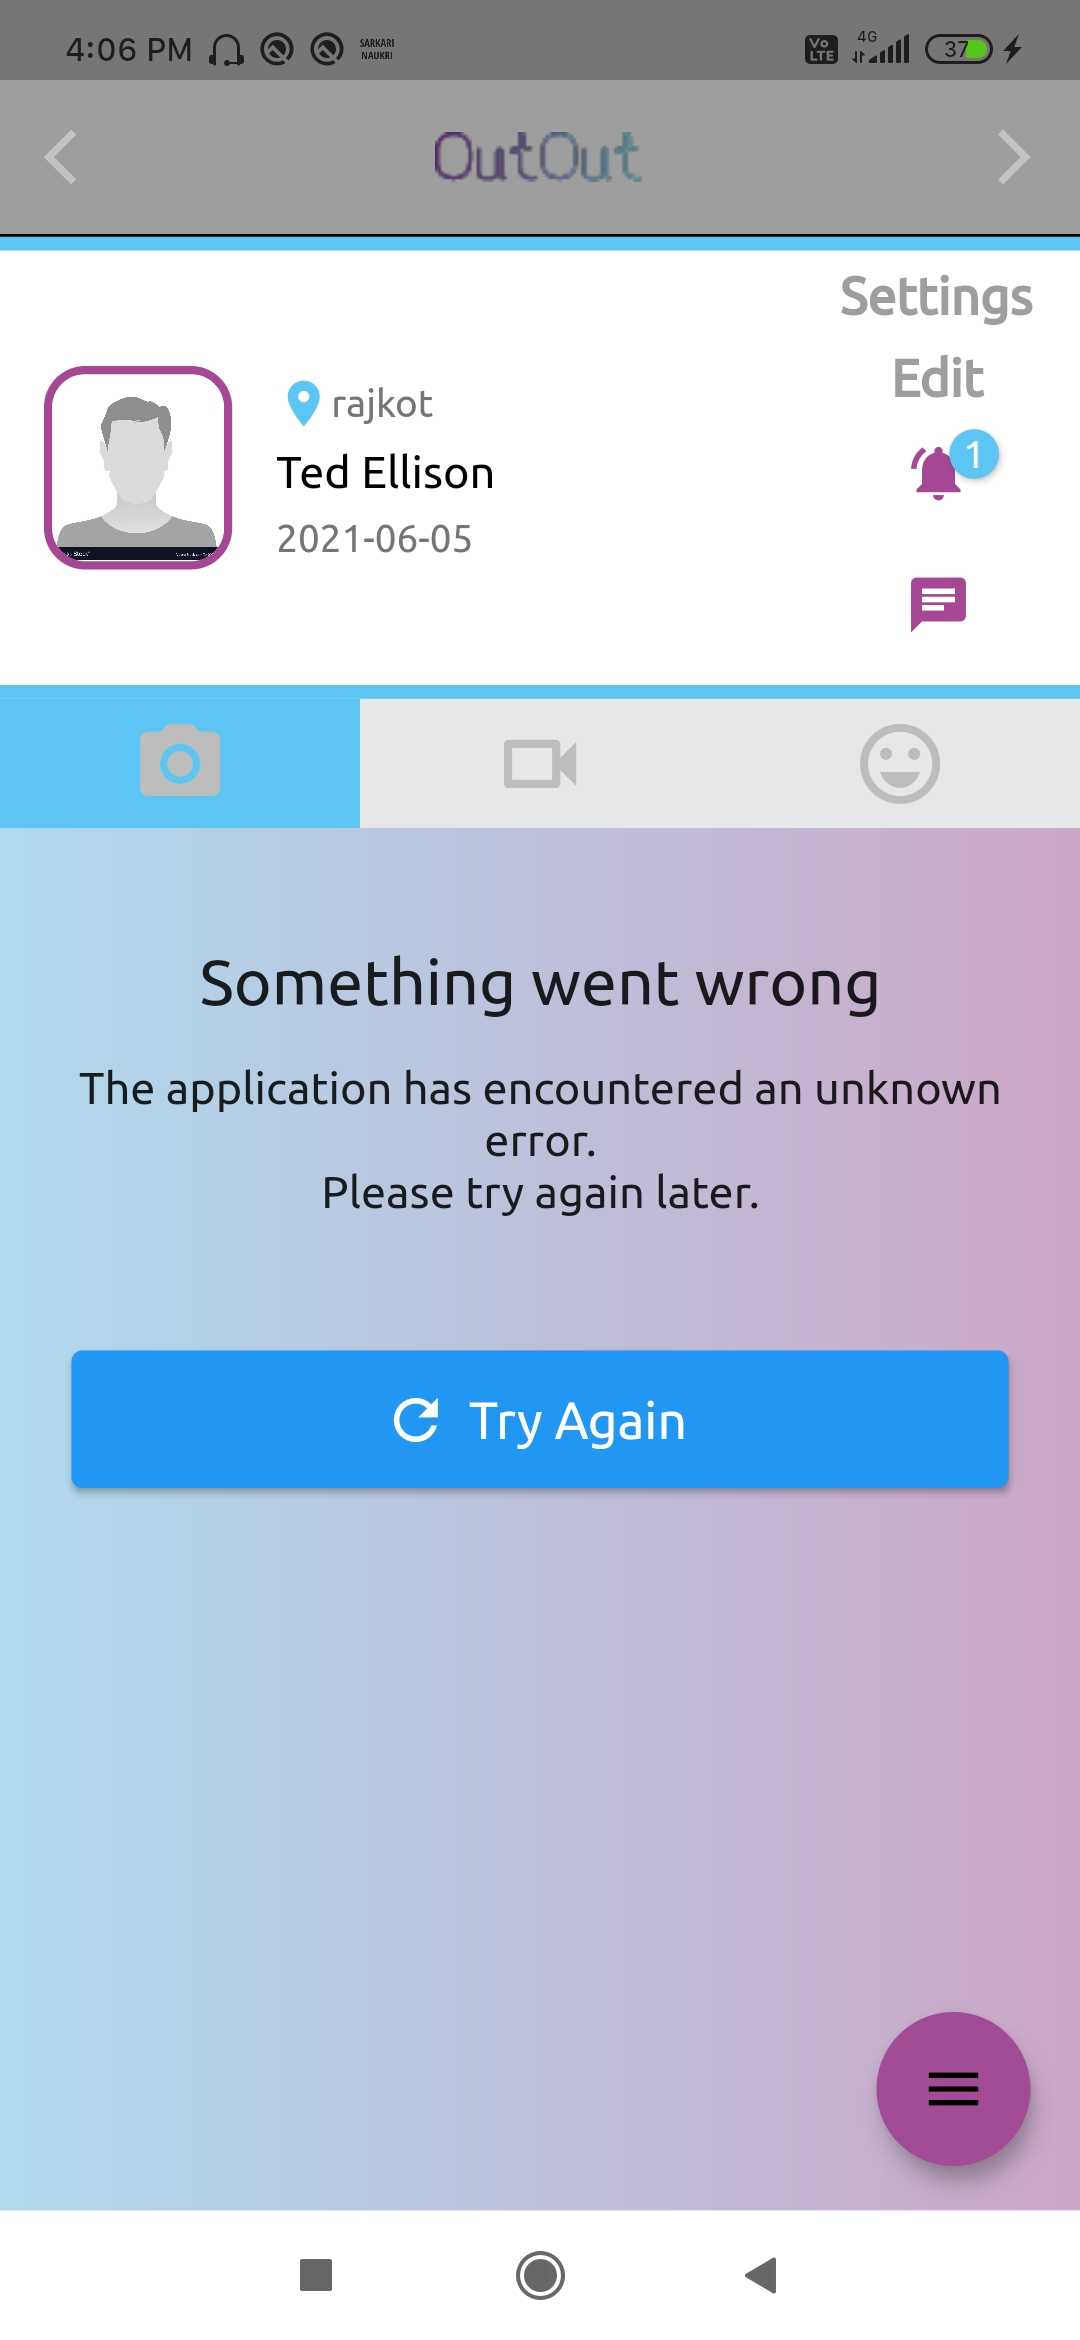 4:06 PM
SARKARI
NAUKRI
Vo
LTE
4G
37
OutOut
Settings
Edit
rajkot
1
Ted Ellison
2021-06-05
Something went wrong
The application has encountered an unknown
error.
Please try again later.
Try Again